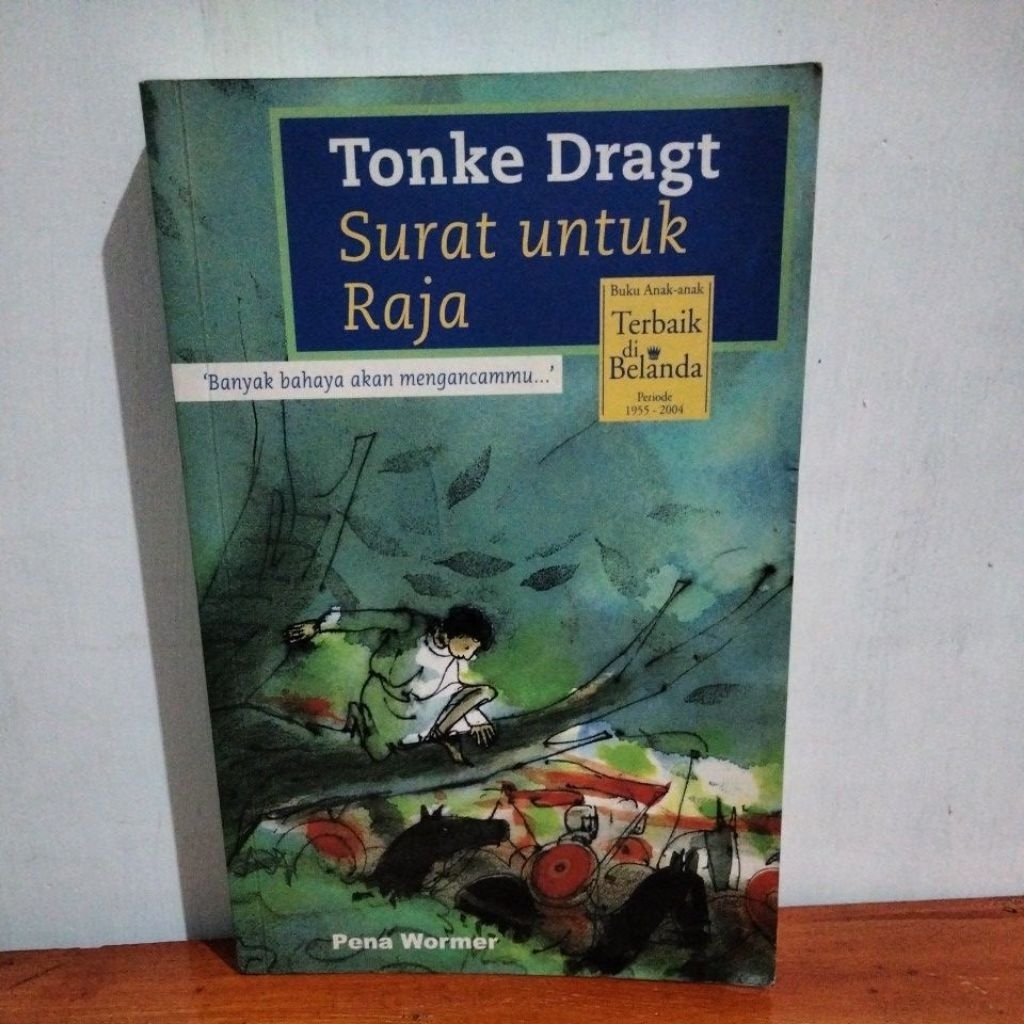 Tonke Dragt
Surat untuk
Raja
Buku Anak-anak
Terbaik
di
Belanda
Periode
1955 - 2004
'Banyak bahaya akan mengancammu...'
Pena Wormer